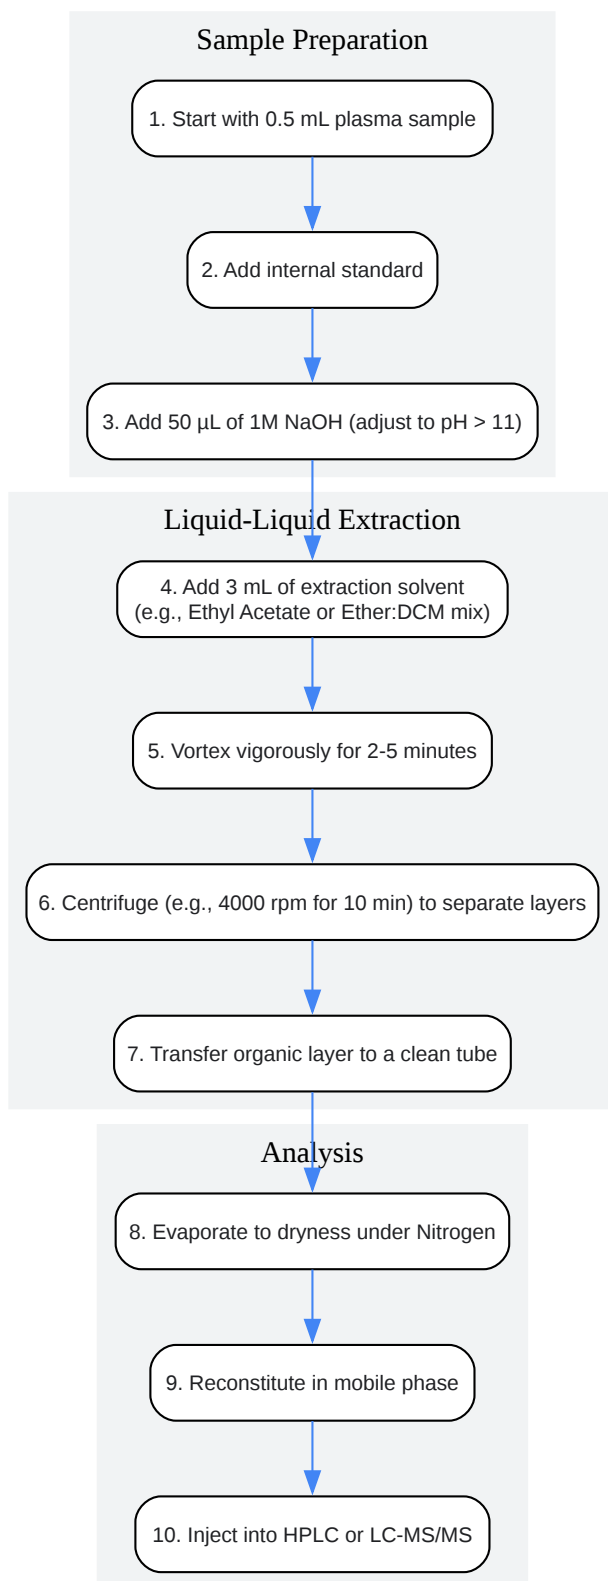 Sample Preparation
1. Start with 0.5 mL plasma sample
2. Add internal standard
3. Add 50 µL of 1M NaOH (adjust to pH > 11)
Liquid-Liquid Extraction
4. Add 3 mL of extraction solvent
(e.g., Ethyl Acetate or Ether:DCM mix)
5. Vortex vigorously for 2-5 minutes
6. Centrifuge (e.g., 4000 rpm for 10 min) to separate layers
7. Transfer organic layer to a clean tube
Analysis
8. Evaporate to dryness under Nitrogen
9. Reconstitute in mobile phase
10. Inject into HPLC or LC-MS/MS